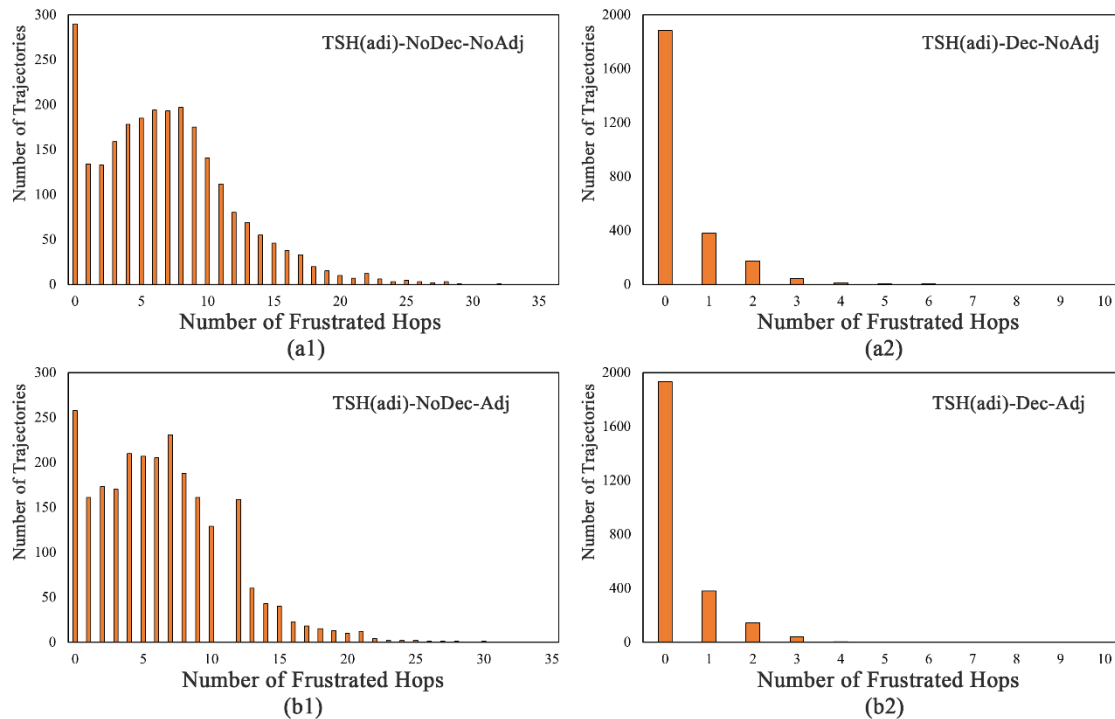 TSH(adi)-NoDec-NoAdj
Number of Trajectories
300
250
200
150
100
50
0
0 5 10 15 20 25 30 35
Number of Frustrated Hops
(a1)
TSH(adi)-Dec-NoAdj
Number of Trajectories
2000
1600
1200
800
400
0
0 1 2 3 4 5 6 7 8 9 10
Number of Frustrated Hops
(a2)
TSH(adi)-NoDec-Adj
Number of Trajectories
300
250
200
150
100
50
0
0 5 10 15 20 25 30 35
Number of Frustrated Hops
(b1)
TSH(adi)-Dec-Adj
Number of Trajectories
2000
1600
1200
800
400
0
0 1 2 3 4 5 6 7 8 9 10
Number of Frustrated Hops
(b2)